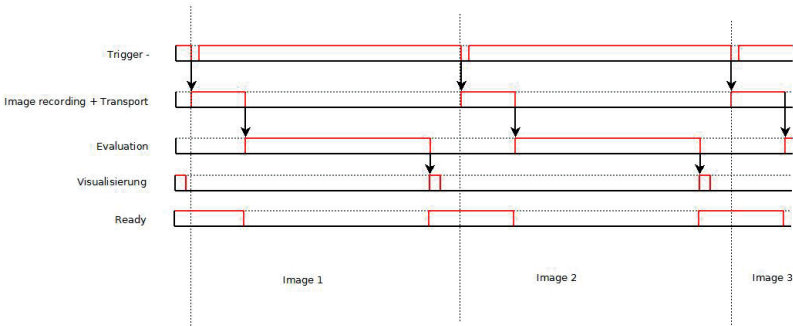 Trigger -
Image recording + Transport
Evaluation
Visualisierung
Ready
Image 1
Image 2
Image 3